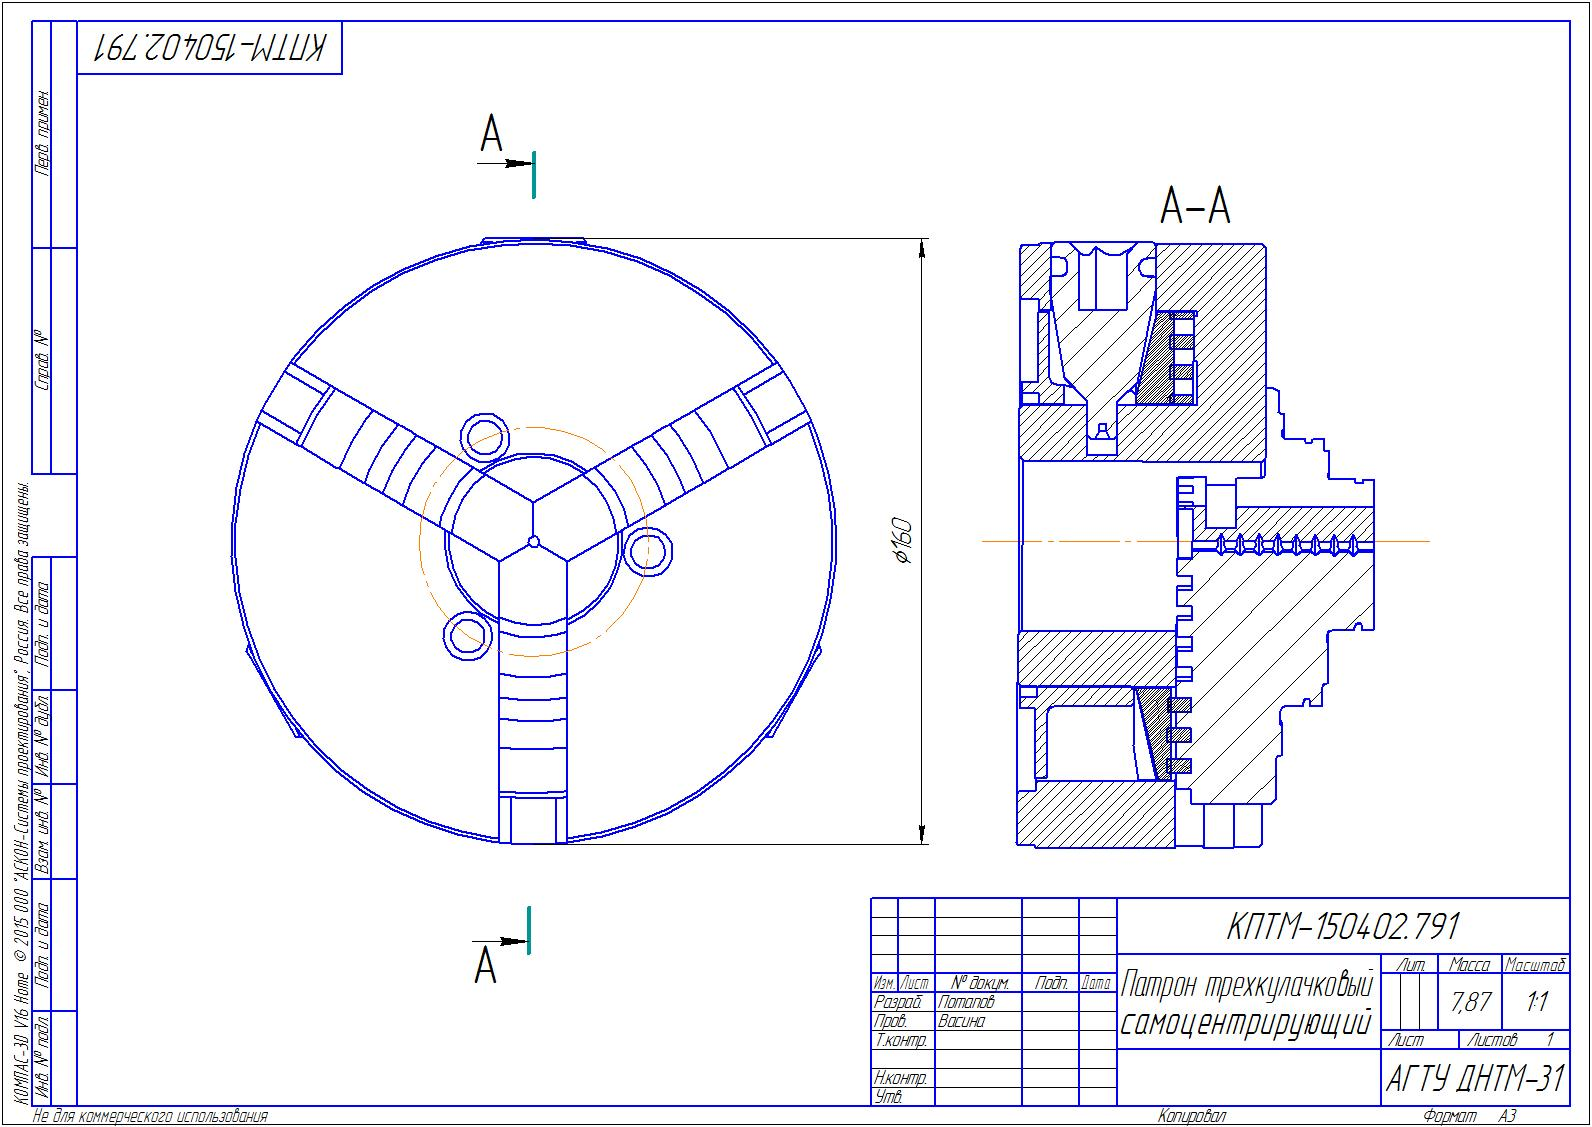 КПТМ-150402.791
Перв. примен.
Справ. №
Подп. и дата
Инв. № дубл.
Взам. инв. №
Подп. и дата
Инв. № подл.
КОМПАС-3D V16 Home © 2015 ООО "АСКОН-Системы проектирования", Россия. Все права защищены.
А
А
А-А
⌀160
КПТМ-150402.791
Изм. Лист № докум. Подп. Дата
Разраб. Потапов
Пров. Васина
Т.контр.
Н.контр.
Утв.
Патрон трехкулачковый
самоцентрирующий
Лит. Масса Масштаб
7,87 1:1
Лист Листов 1
АГТУ ДНТМ-31
Не для коммерческого использования
Копировал
Формат А3